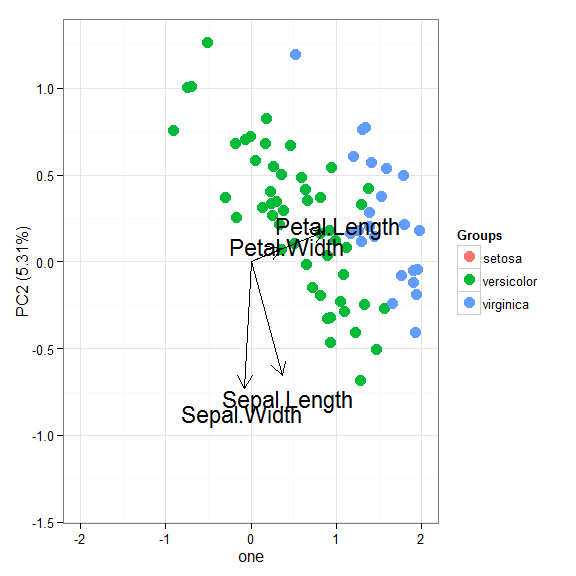 1.0
0.5
0.0
-0.5
-1.0
-1.5
PC2 (5.31%)
Petal.Length
Petal.Width
Sepal.Length
Sepal.Width
-2
-1
0
1
2
one
Groups
setosa
versicolor
virginica